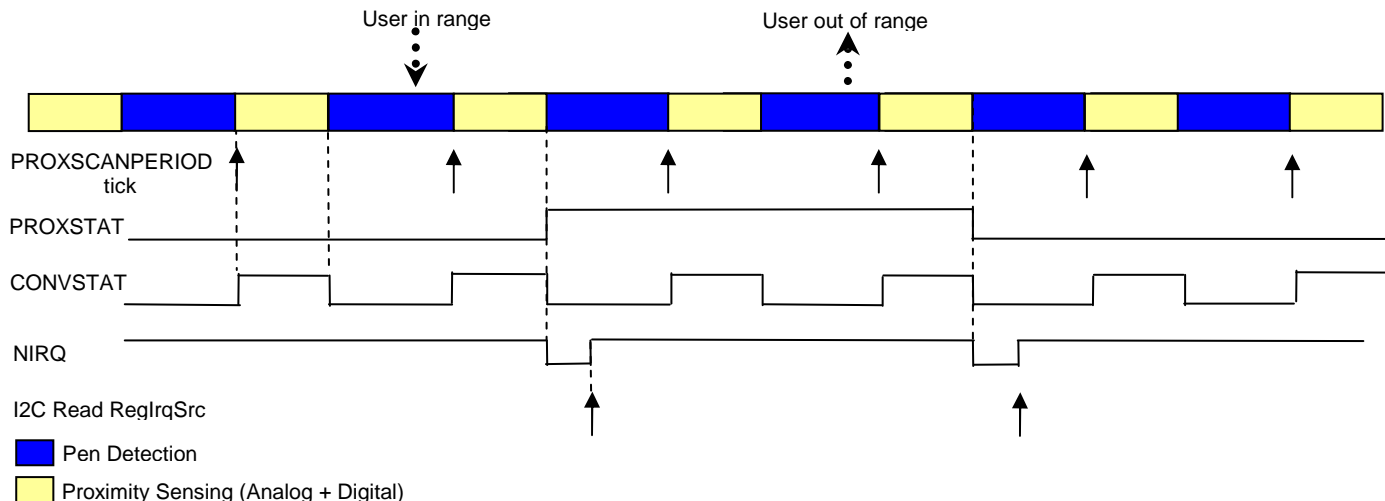 User in range
User out of range
PROXSCANPERIOD
tick
PROXSTAT
CONVSTAT
NIRQ
I2C Read RegIrqSrc
Pen Detection
Proximity Sensing (Analog + Digital)